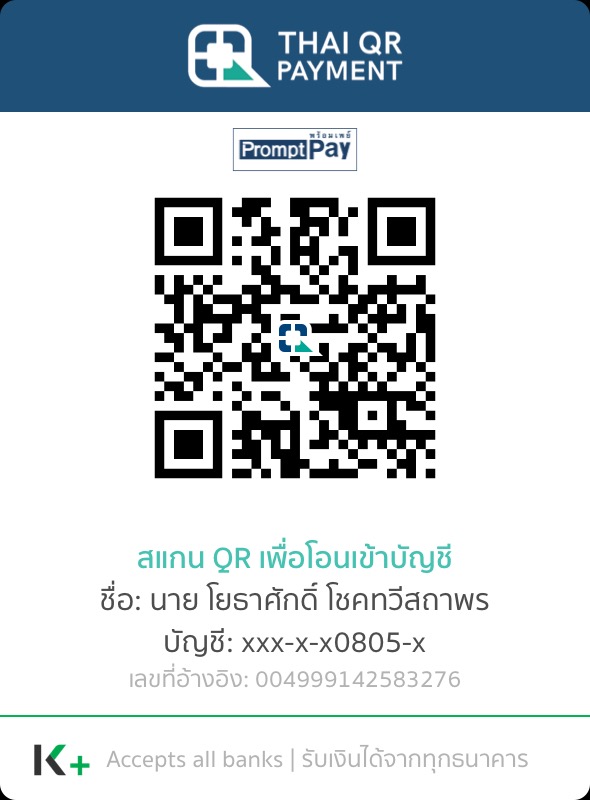 THAI QR
PAYMENT
พร้อมเพย์
PromptPay
สแกน QR เพื่อโอนเข้าบัญชี
ชื่อ: นาย โยธาศักดิ์ โชคทวีสถาพร
บัญชี: xxx-x-x0805-x
เลขที่อ้างอิง: 004999142583276
K+ Accepts all banks | รับเงินได้จากทุกธนาคาร